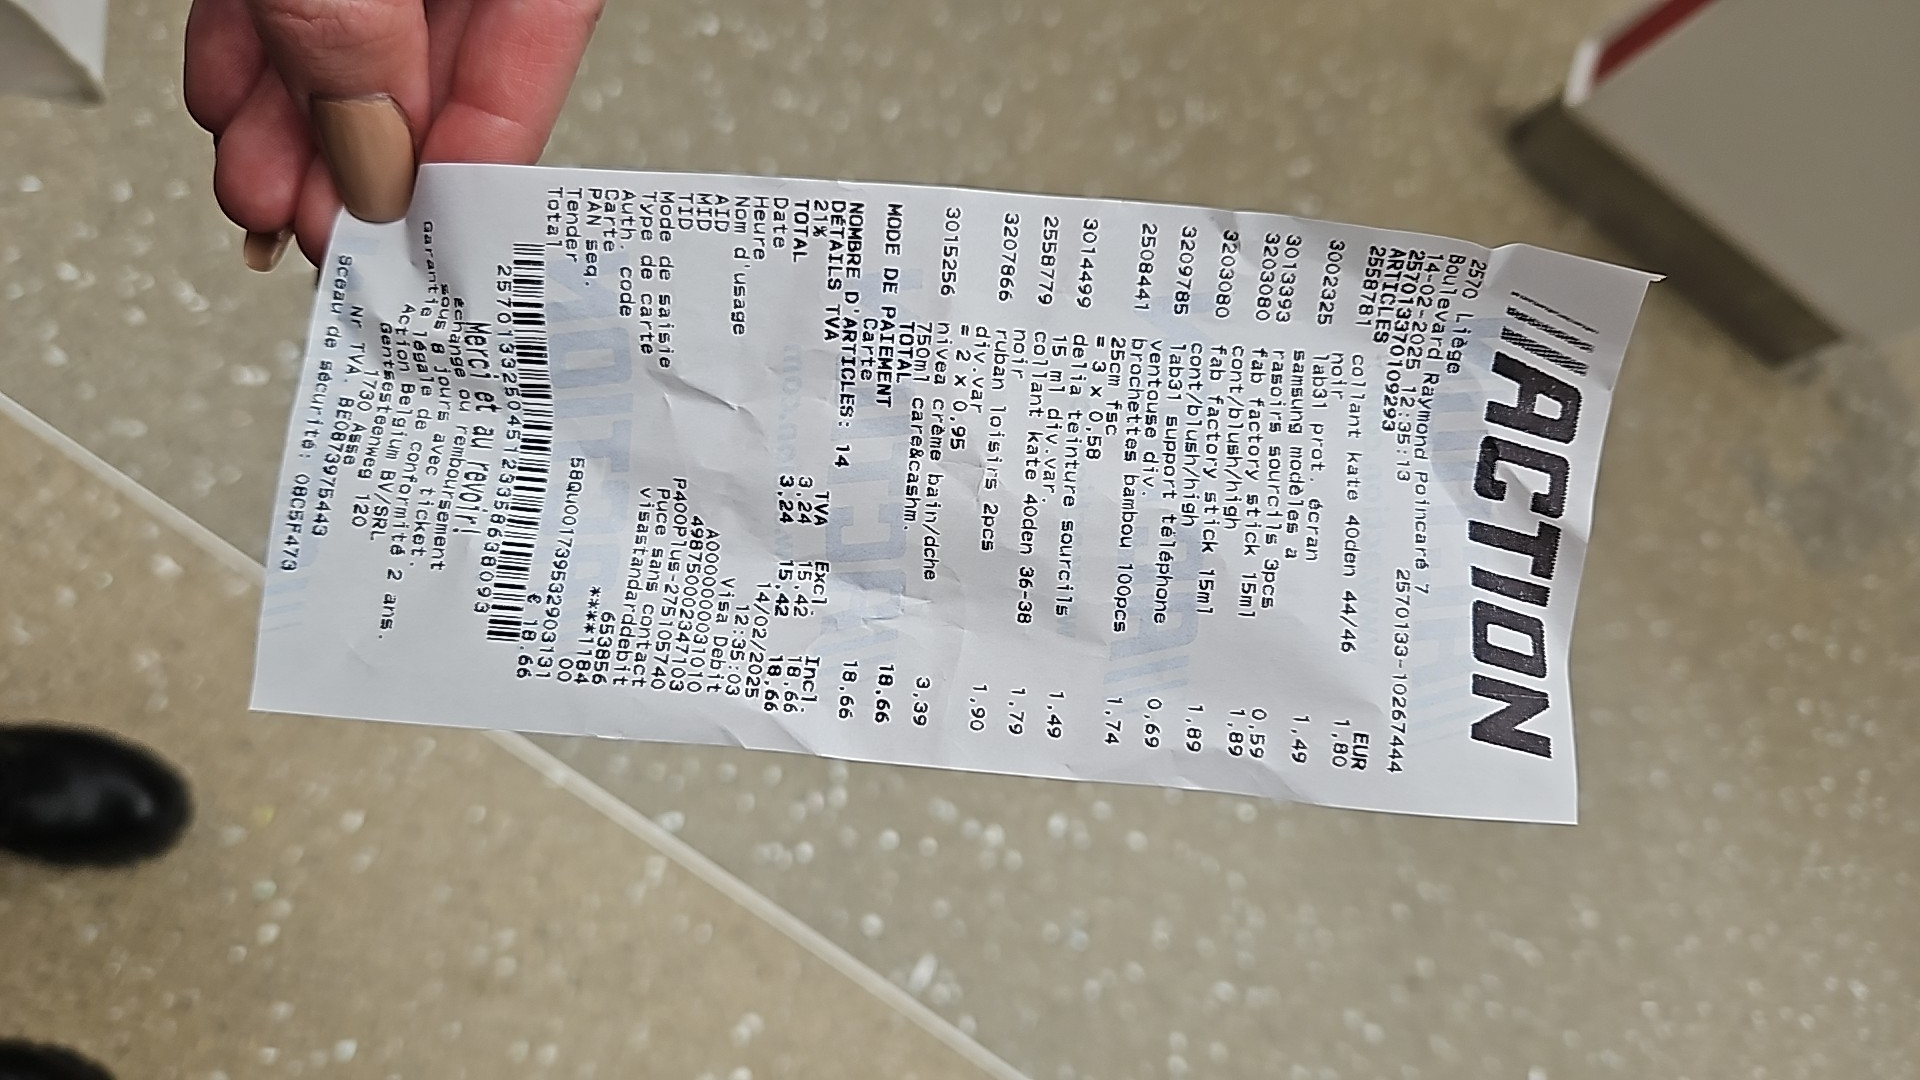 ACTION
2570 Liège
Boulevard Raymond Poincaré 7
14-02-2025 12:35:13 2570133-10267444
257013370109293
ARTICLES EUR
2558781 collant kate 40den 44/46 1,80
noir
3002325 lab31 prot. écran 1,49
samsung modèles a
3013393 rasoirs sourcils 3pcs 0,59
3203080 fab factory stick 15ml 1,89
cont/blush/high
3203080 fab factory stick 15ml 1,89
cont/blush/high
3209785 lab31 support téléphone 0,69
ventouse div.
2508441 brochettes bambou 100pcs 1,74
25cm fsc
= 3 x 0,58
3014499 delia teinture sourcils 1,49
15 ml div.var.
2558779 collant kate 40den 36-38 1,79
noir
3207866 ruban loisirs 2pcs 1,90
div.var
= 2 x 0,95
3015256 nivea crème bain/dche 3,39
750ml care&cashm.
TOTAL 18,66
MODE DE PAIEMENT
Carte 18,66
NOMBRE D'ARTICLES: 14
DÉTAILS TVA TVA Excl. Incl.
21% 3,24 15,42 18,66
TOTAL 3,24 15,42 18,66
Date 14/02/2025
Heure 12:35:03
Nom d'usage Visa Debit
AID A0000000031010
MID 498750002347103
TID P400Plus-275105740
Mode de saisie Puce sans contact
Type de carte visastandarddebit
Auth. code 653856
Carte ****1184
PAN seq. 00
Tender 58QU001739532903131
Total € 18.66
Merci et au revoir!
échange ou remboursement
sous 8 jours avec ticket.
Garantie légale de conformité 2 ans.
Action Belgium BV/SRL
Gentsesteenweg 120
1730 Asse
Nr TVA. BE0873975443
Sceau de sécurité: 08C5F473